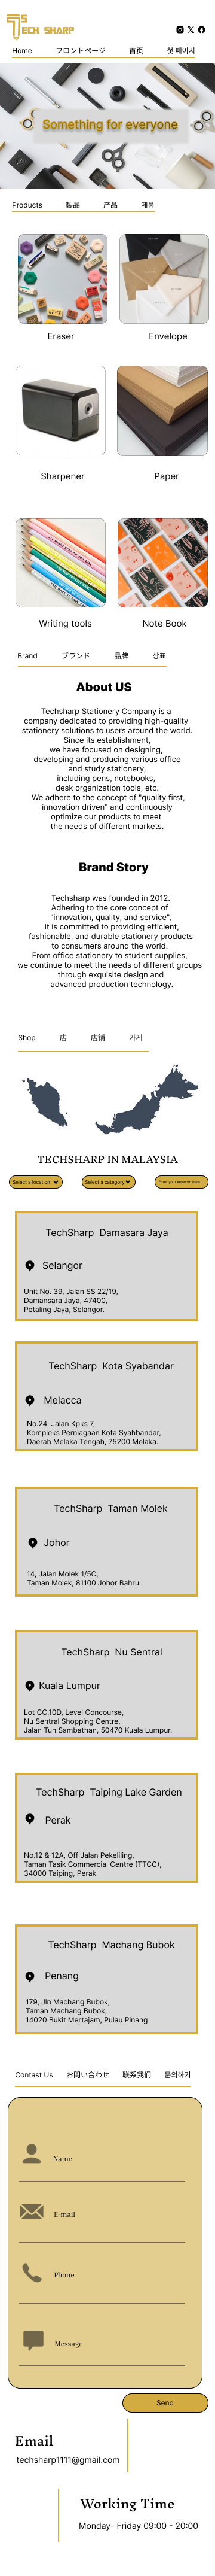 TECH SHARP
Home フロントページ 首页 첫 페이지
Something for everyone
Products 製品 产品 제품
Eraser Envelope
Sharpener Paper
Writing tools Note Book
Brand ブランド 品牌 상표
About US
Techsharp Stationery Company is a
company dedicated to providing high-quality
stationery solutions to users around the world.
Since its establishment,
we have focused on designing,
developing and producing various office
and study stationery,
including pens, notebooks,
desk organization tools, etc.
We adhere to the concept of "quality first,
innovation driven" and continuously
optimize our products to meet
the needs of different markets.
Brand Story
Techsharp was founded in 2012.
Adhering to the concept of
"innovation, quality, and service",
it is committed to providing efficient,
fashionable, and durable stationery products
to consumers around the world.
From office stationery to student supplies,
we continue to meet the needs of different groups
through exquisite design and
advanced production technology.
Shop 店 店铺 가게
TECHSHARP IN MALAYSIA
Select a location Select a category Enter your keyword here ...
TechSharp Damasara Jaya
Selangor
Unit No. 39, Jalan SS 22/19,
Damansara Jaya, 47400,
Petaling Jaya, Selangor.
TechSharp Kota Syabandar
Melacca
No.24, Jalan Kpks 7,
Kompleks Perniagaan Kota Syahbandar,
Daerah Melaka Tengah, 75200 Melaka.
TechSharp Taman Molek
Johor
14, Jalan Molek 1/5C,
Taman Molek, 81100 Johor Bahru.
TechSharp Nu Sentral
Kuala Lumpur
Lot CC.10D, Level Concourse,
Nu Sentral Shopping Centre,
Jalan Tun Sambathan, 50470 Kuala Lumpur.
TechSharp Taiping Lake Garden
Perak
No.12 & 12A, Off Jalan Pekeliling,
Taman Tasik Commercial Centre (TTCC),
34000 Taiping, Perak
TechSharp Machang Bubok
Penang
179, Jln Machang Bubok,
Taman Machang Bubok,
14020 Bukit Mertajam, Pulau Pinang
Contast Us お問い合わせ 联系我们 문의하기
Name
E-mail
Phone
Message
Send
Email
techsharp1111@gmail.com
Working Time
Monday- Friday 09:00 - 20:00